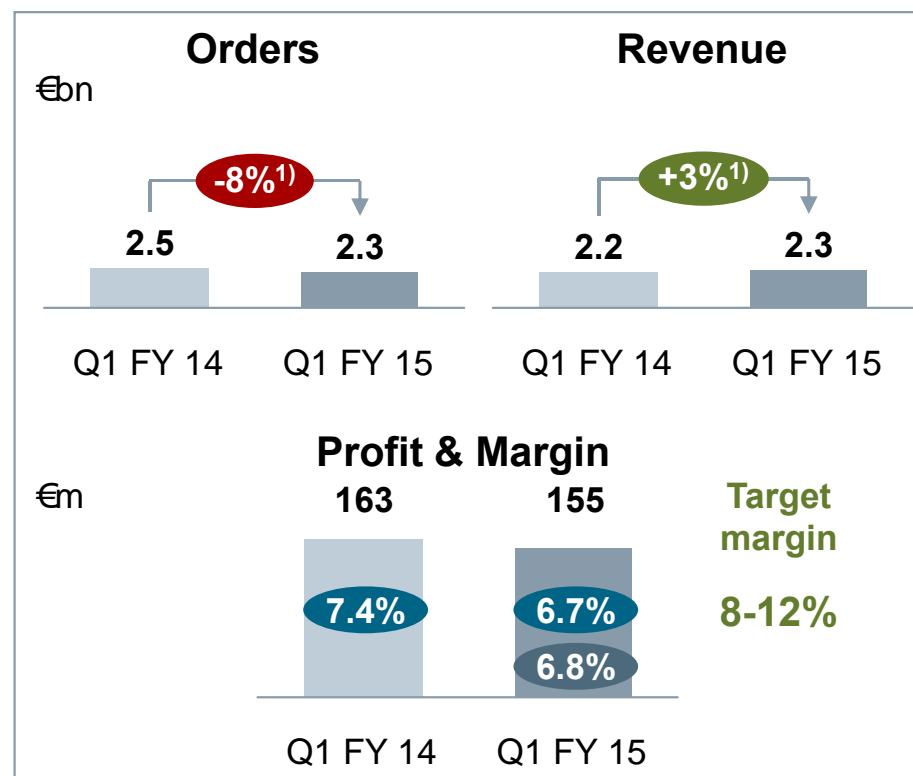 Orders
Revenue
€bn
-8%1)
+3%1)
2.5
2.3
2.2
2.3
Q1 FY 14
Q1 FY 15
Q1 FY 14
Q1 FY 15
Profit & Margin
€m
163
155
Target
margin
7.4%
6.7%
8-12%
6.8%
Q1 FY 14
Q1 FY 15